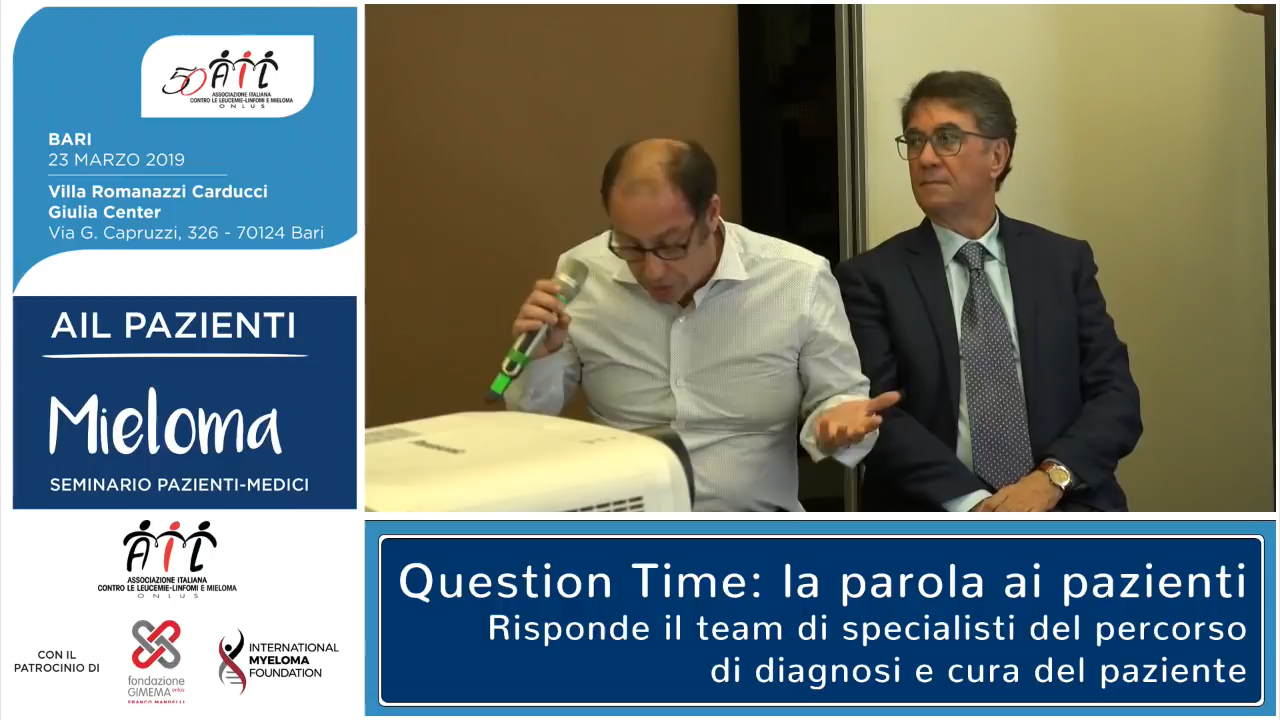 50 AIL
ASSOCIAZIONE ITALIANA
CONTRO LE LEUCEMIE-LINFOMI E MIELOMA
ONLUS
BARI
23 MARZO 2019
Villa Romanazzi Carducci
Giulia Center
Via G. Capruzzi, 326 - 70124 Bari
AIL PAZIENTI
Mieloma
SEMINARIO PAZIENTI-MEDICI
AIL
ASSOCIAZIONE ITALIANA
CONTRO LE LEUCEMIE-LINFOMI E MIELOMA
ONLUS
CON IL
PATROCINIO DI
fondazione
GIMEMA onlus
FRANCO MANDELLI
INTERNATIONAL
MYELOMA
FOUNDATION
Question Time: la parola ai pazienti
Risponde il team di specialisti del percorso
di diagnosi e cura del paziente